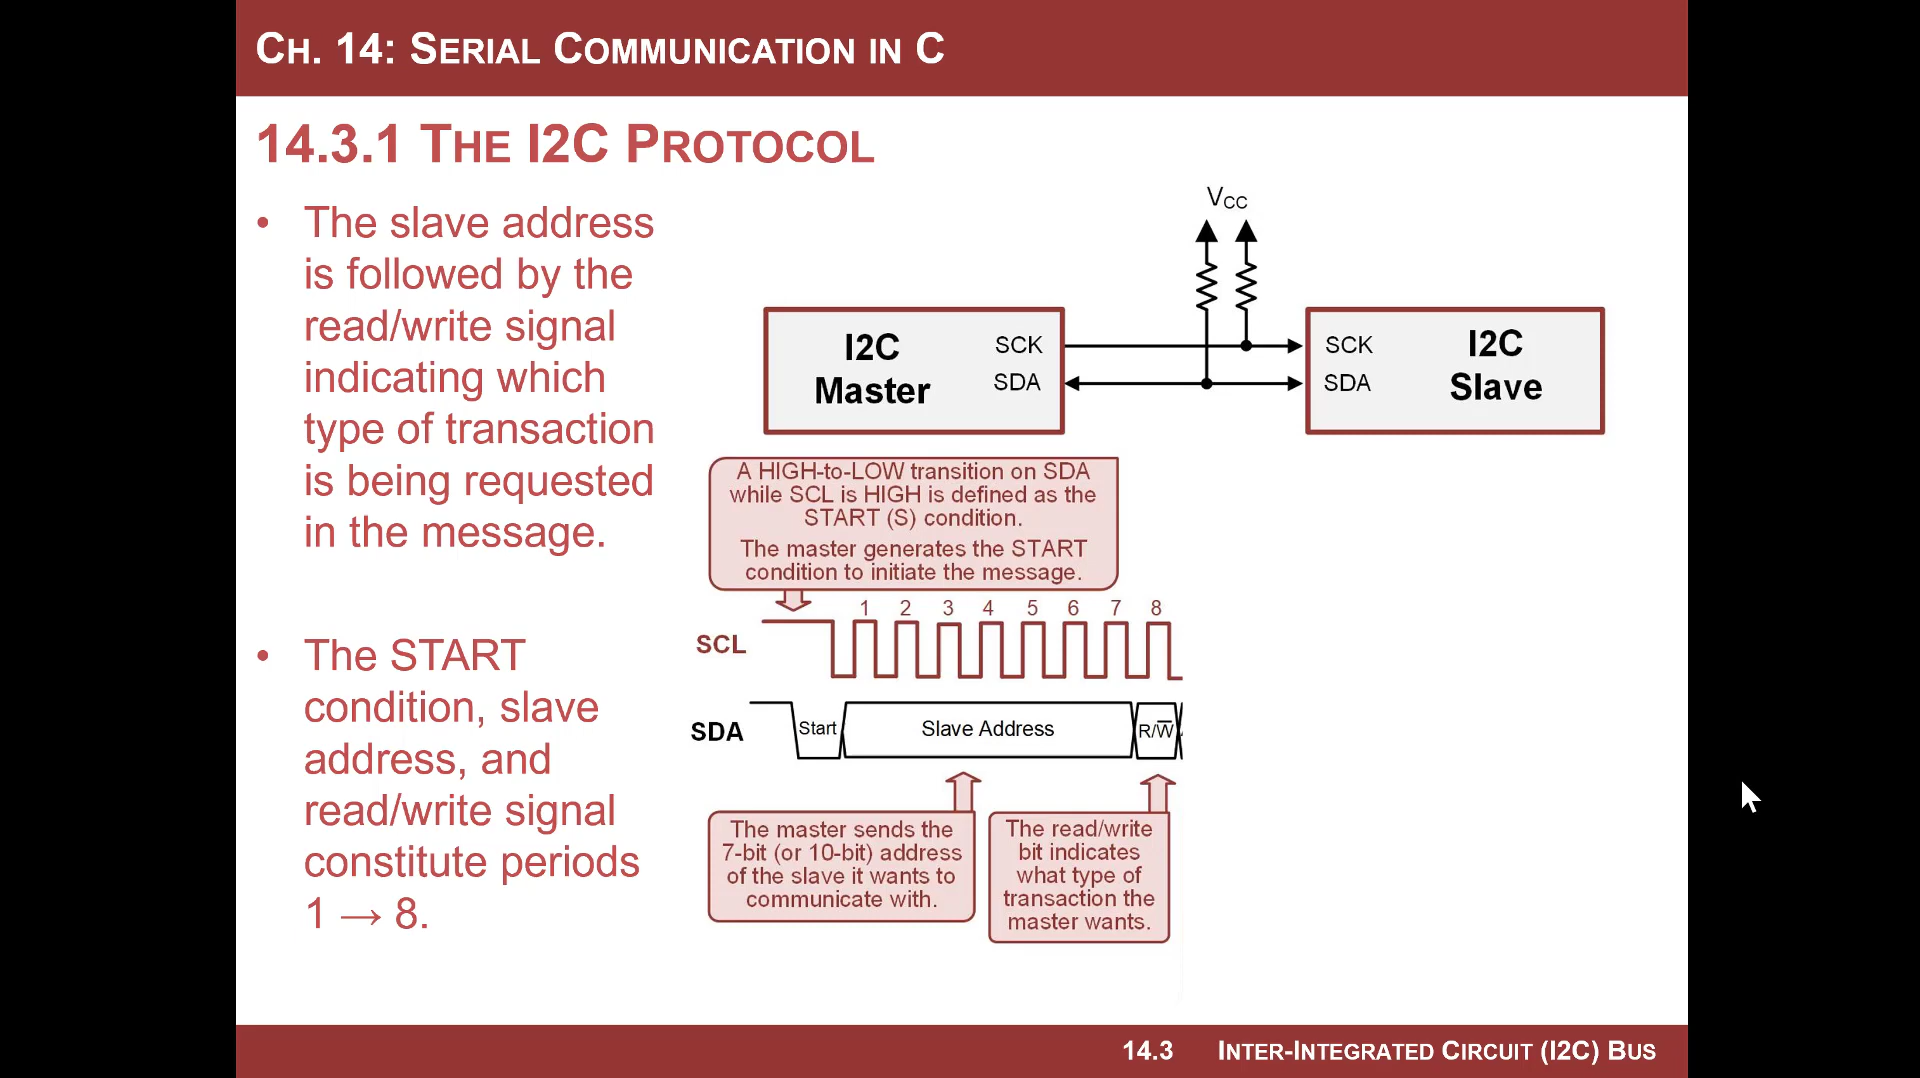 CH. 14: SERIAL COMMUNICATION IN C
14.3.1 THE I2C PROTOCOL
• The slave address
is followed by the
read/write signal
indicating which
type of transaction
is being requested
in the message.
• The START
condition, slave
address, and
read/write signal
constitute periods
1 → 8.
VCC
I2C
Master
SCK
SDA
SCK
SDA
I2C
Slave
A HIGH-to-LOW transition on SDA
while SCL is HIGH is defined as the
START (S) condition.
The master generates the START
condition to initiate the message.
1 2 3 4 5 6 7 8
SCL
SDA
Start
Slave Address
R/W̅
The master sends the
7-bit (or 10-bit) address
of the slave it wants to
communicate with.
The read/write
bit indicates
what type of
transaction the
master wants.
14.3 INTER-INTEGRATED CIRCUIT (I2C) BUS